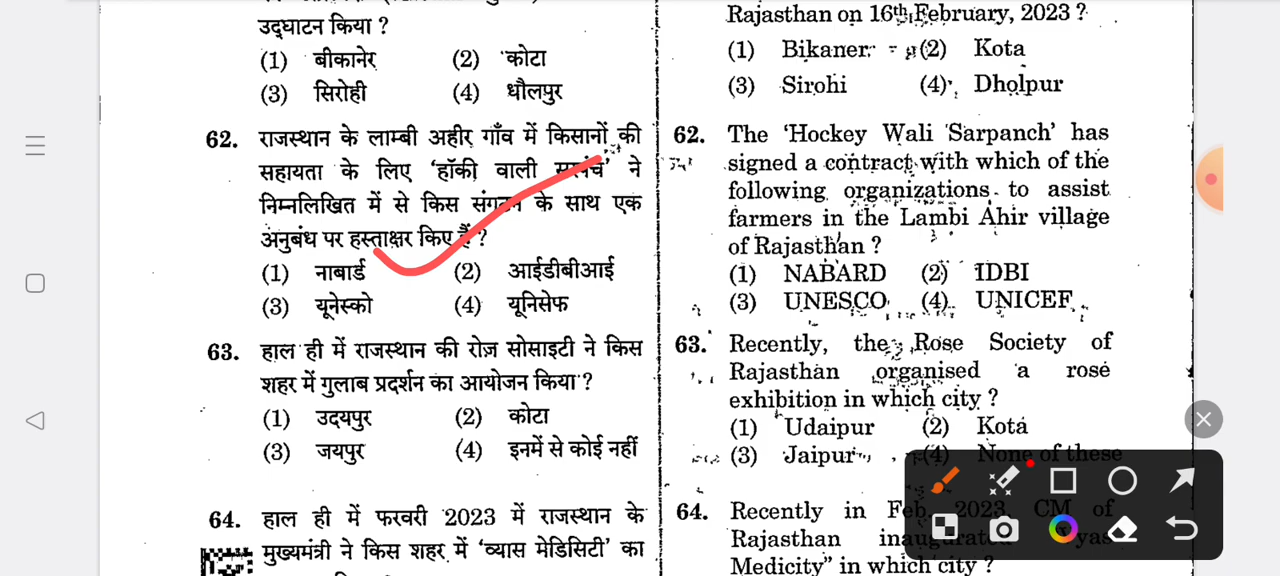 उद्घाटन किया ?
(1) बीकानेर (2) कोटा
(3) सिरोही (4) धौलपुर
62. राजस्थान के लाम्बी अहीर गाँव में किसानों की
सहायता के लिए ‘हॉकी वाली सरपंच’ ने
निम्नलिखित में से किस संगठन के साथ एक
अनुबंध पर हस्ताक्षर किए हैं ?
(1) नाबार्ड (2) आईडीबीआई
(3) यूनेस्को (4) यूनिसेफ
63. हाल ही में राजस्थान की रोज़ सोसाइटी ने किस
शहर में गुलाब प्रदर्शन का आयोजन किया ?
(1) उदयपुर (2) कोटा
(3) जयपुर (4) इनमें से कोई नहीं
64. हाल ही में फरवरी 2023 में राजस्थान के
मुख्यमंत्री ने किस शहर में ‘व्यास मेडिसिटी’ का
Rajasthan on 16th February, 2023 ?
(1) Bikaner (2) Kota
(3) Sirohi (4) Dholpur
62. The ‘Hockey Wali Sarpanch’ has
signed a contract with which of the
following organizations to assist
farmers in the Lambi Ahir village
of Rajasthan ?
(1) NABARD (2) IDBI
(3) UNESCO (4) UNICEF
63. Recently, the Rose Society of
Rajasthan organised a rose
exhibition in which city ?
(1) Udaipur (2) Kota
(3) Jaipur (4) None of these
64. Recently in Feb, 2023, CM of
Rajasthan inaugurated
Medicity” in which city ?